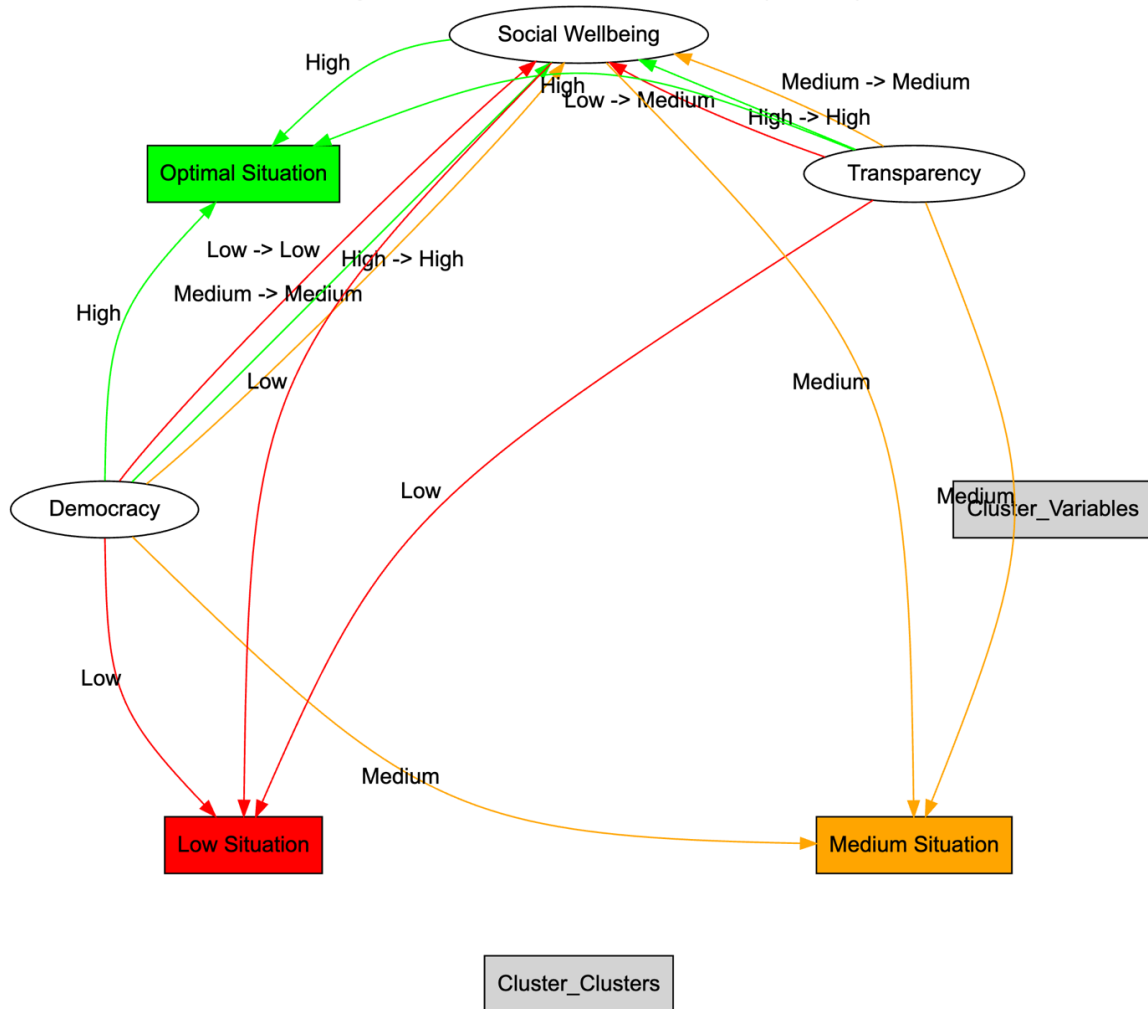 Social Wellbeing
High
High
Medium -> Medium
Low -> Medium
High -> High
Optimal Situation
Transparency
Low -> Low
High -> High
Medium -> Medium
High
Low
Medium
Low
Medium
Democracy
Cluster_Variables
Low
Medium
Low Situation
Medium Situation
Cluster_Clusters